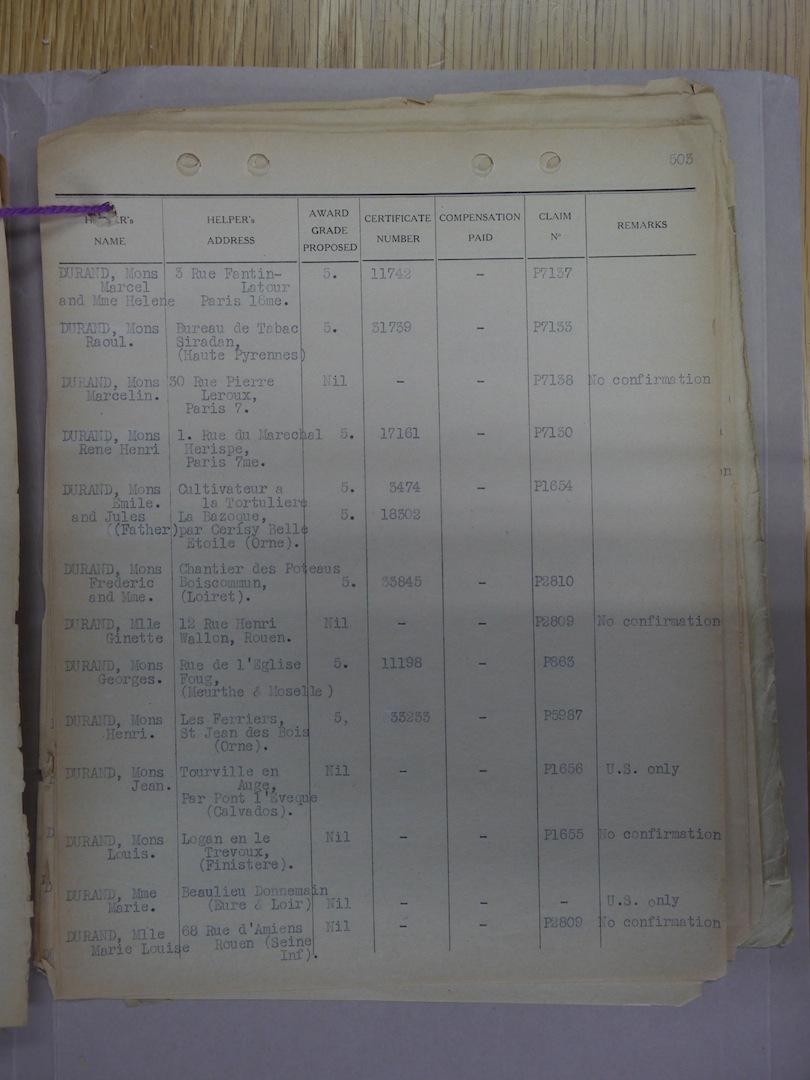 503
HELPER's NAME HELPER's ADDRESS AWARD GRADE PROPOSED CERTIFICATE NUMBER COMPENSATION PAID CLAIM Nº REMARKS
DURAND, Mons 3 Rue Fantin- 5. 11742 - P7137
Marcel Latour
and Mme Helene Paris 16me.
DURAND, Mons Bureau de Tabac 5. 31739 - P7133
Raoul. Siradan,
(Haute Pyrennes)
DURAND, Mons 30 Rue Pierre Nil - - P7138 No confirmation
Marcelin. Leroux,
Paris 7.
DURAND, Mons 1. Rue du Marechal 5. 17161 - P7130
Rene Henri Herispe,
Paris 7me.
DURAND, Mons Cultivateur a 5. 3474 - P1654
Emile. la Tortuliere
and Jules La Bazoque, 5. 18302 -
(Father) par Cerisy Belle
Etoile (Orne).
DURAND, Mons Chantier des Poteaus
Frederic Boiscommun, 5. 33845 - P2810
and Mme. (Loiret).
DURAND, Mlle 12 Rue Henri Nil - - P2809 No confirmation
Ginette Wallon, Rouen.
DURAND, Mons Rue de l'Eglise 5. 11198 - P863
Georges. Foug,
(Meurthe & Moselle)
DURAND, Mons Les Ferriers, 5, 33233 - P5987
Henri. St Jean des Bois
(Orne).
DURAND, Mons Tourville en Nil - - P1656 U.S. only
Jean. Auge,
Par Pont l'Eveque
(Calvados).
DURAND, Mons Logan en le Nil - - P1655 No confirmation
Louis. Trevoux,
(Finistere).
DURAND, Mme Beaulieu Donnemain
Marie. (Eure & Loir) Nil - - - U.S. only
DURAND, Mlle 68 Rue d'Amiens Nil - - P2809 No confirmation
Marie Louise Rouen (Seine
Inf).